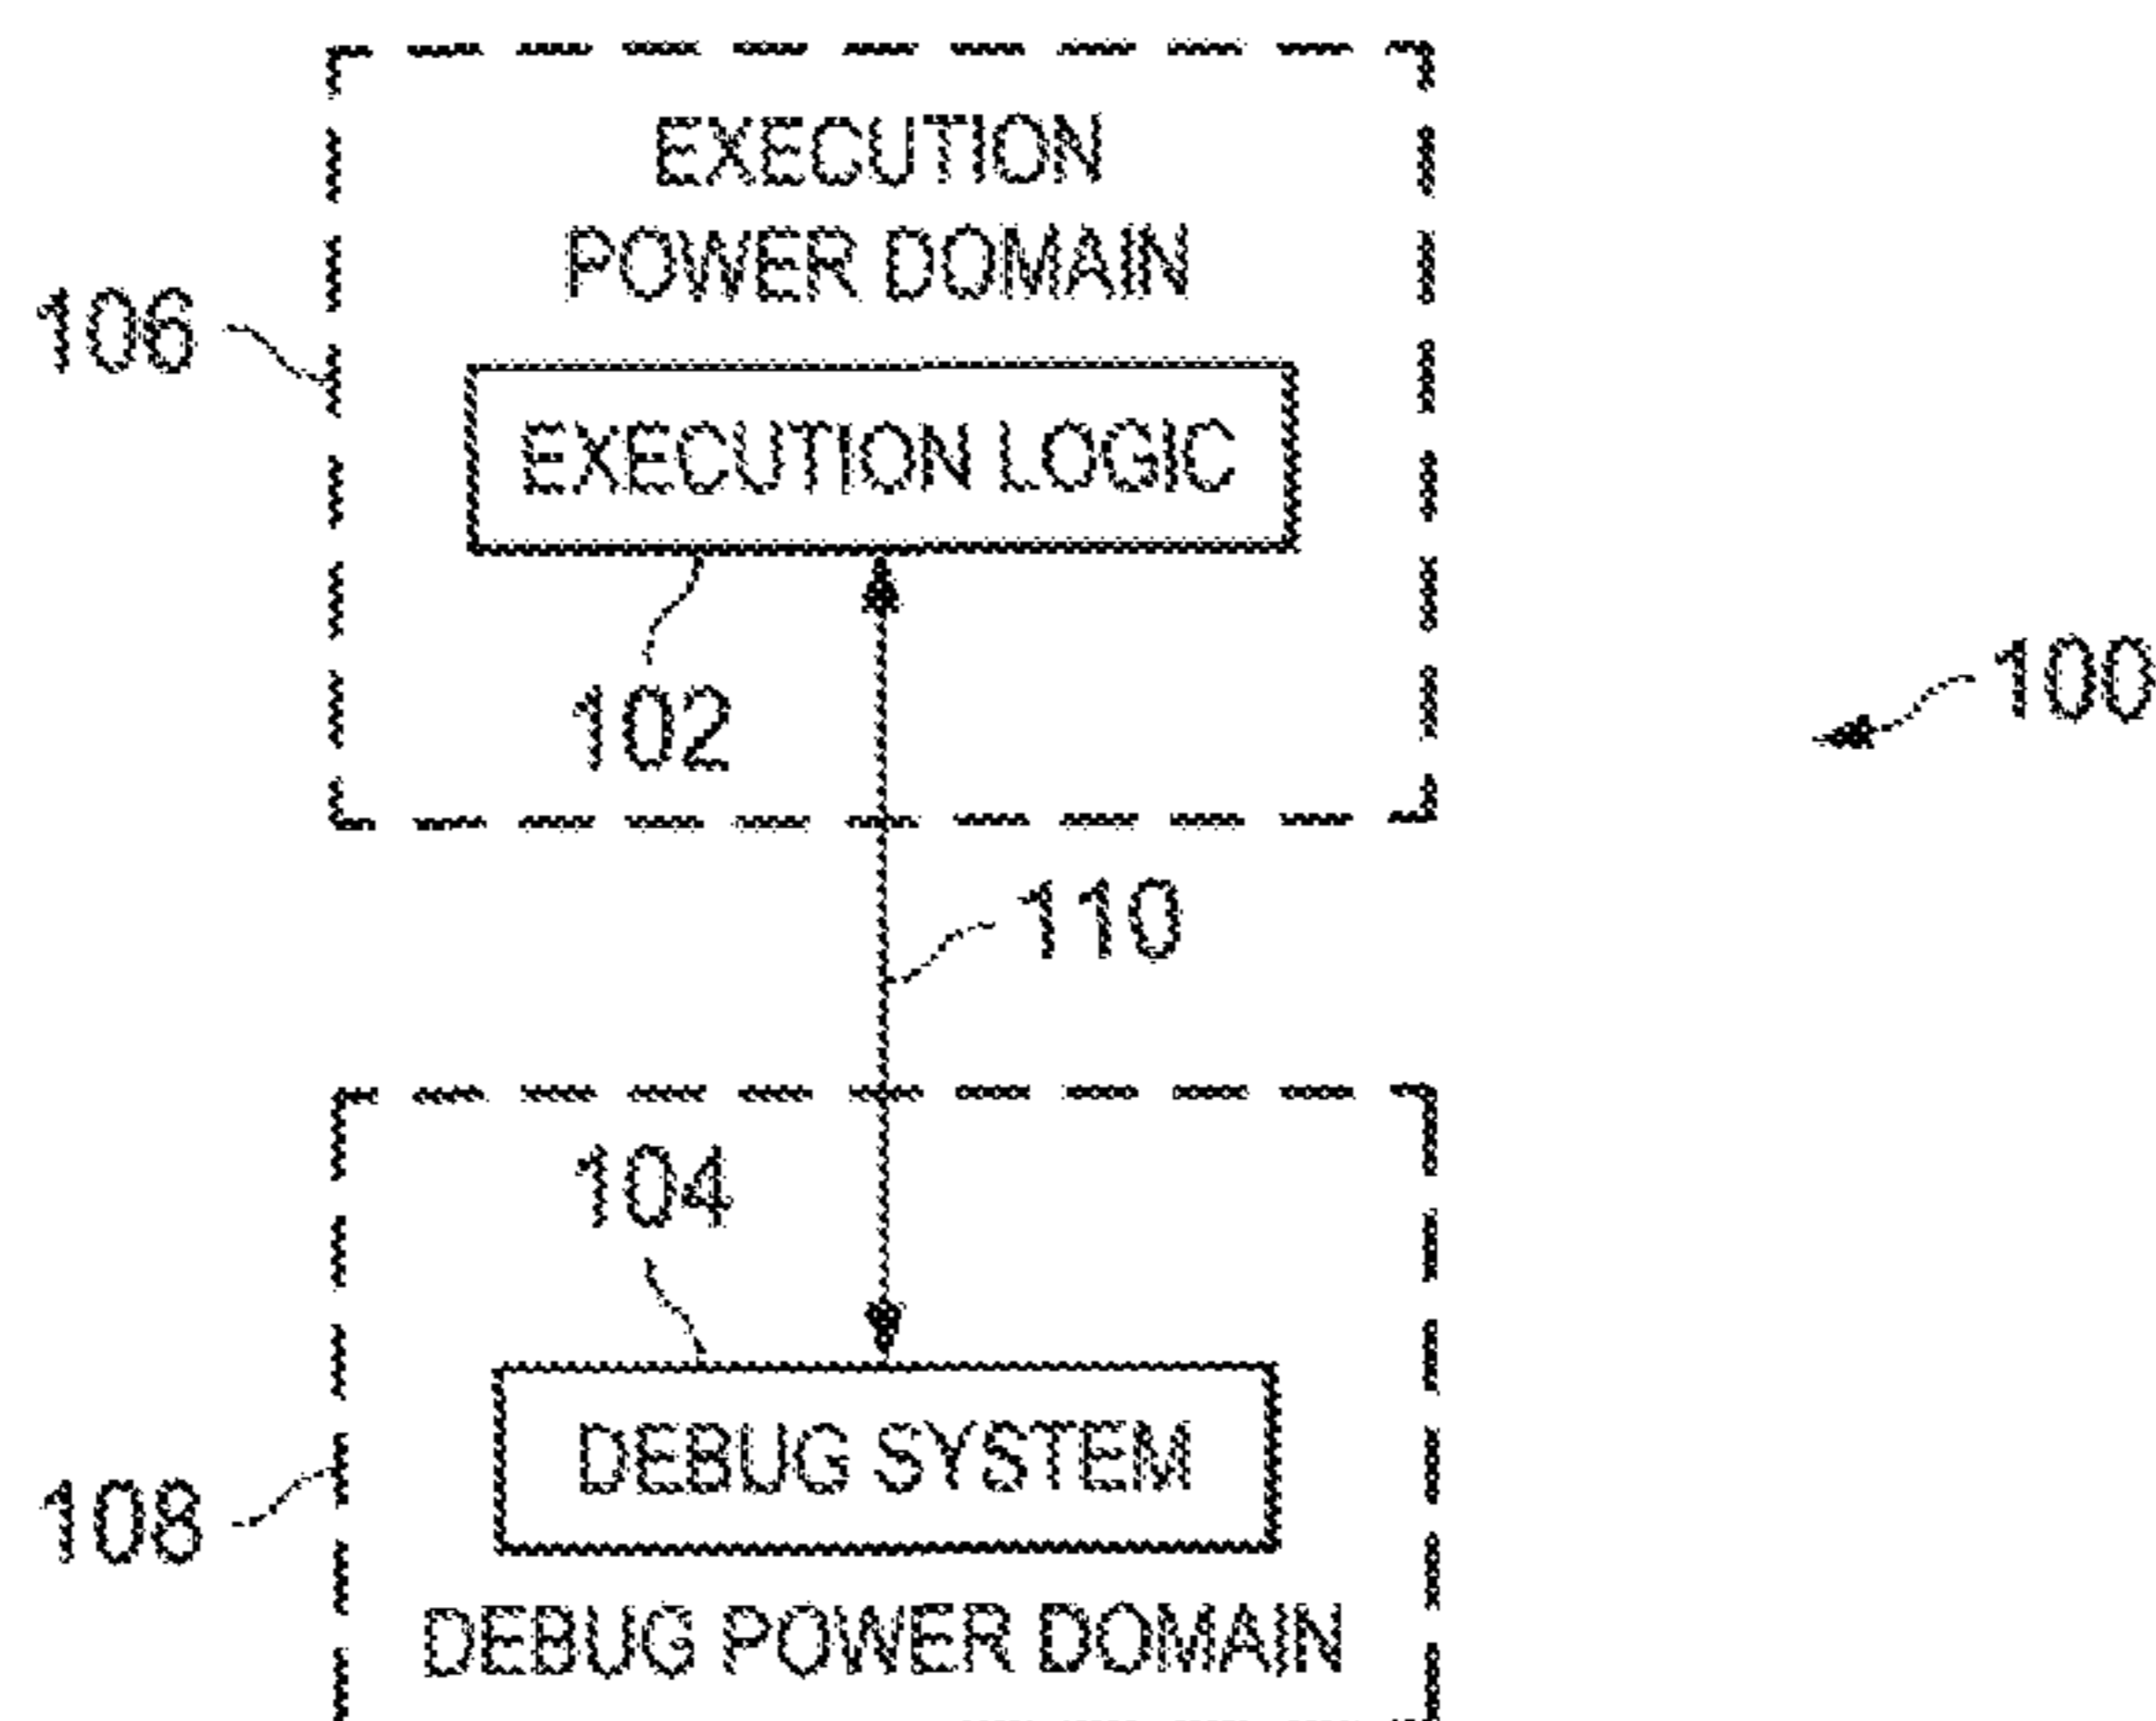 EXECUTION
POWER DOMAIN
106
EXECUTION LOGIC
100
102
110
104
DEBUG SYSTEM
108
DEBUG POWER DOMAIN